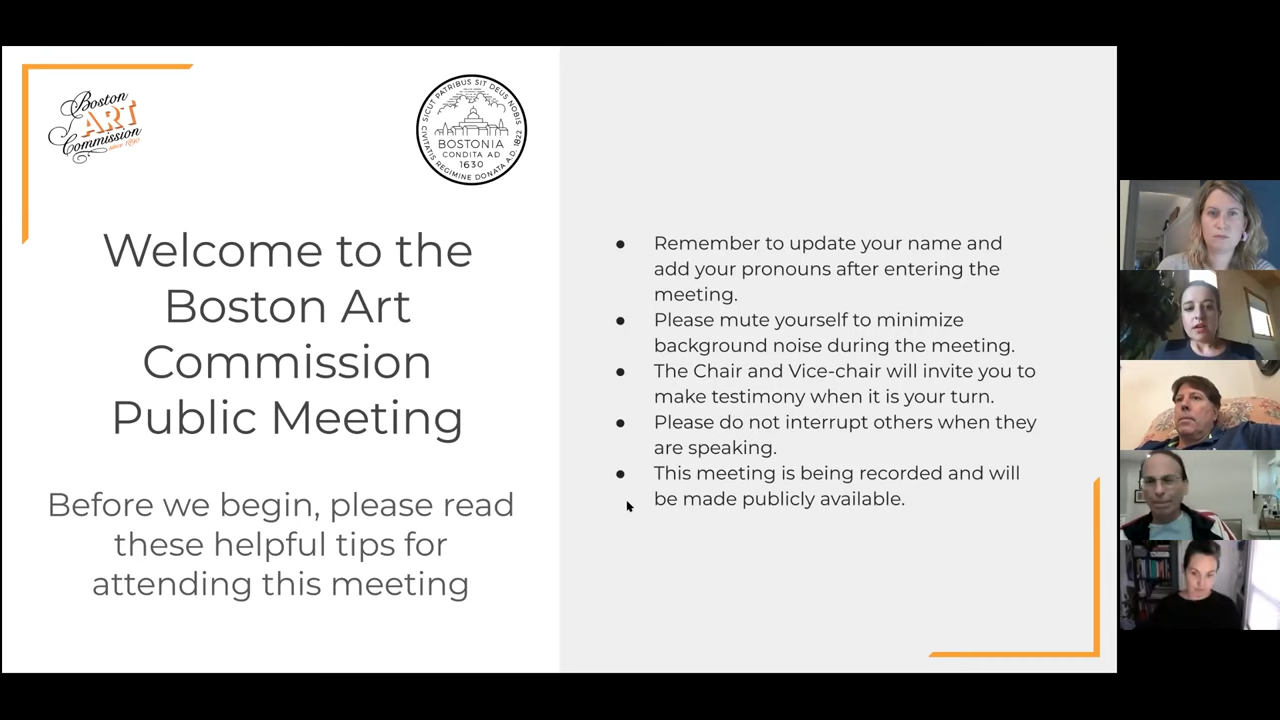 Boston
ART
Commission
since 1890
SICUT PATRIBUS SIT DEUS NOBIS
CIVITATIS REGIMINE DONATA A.D. 1822
BOSTONIA
CONDITA AD
1630
Welcome to the
Boston Art
Commission
Public Meeting
Before we begin, please read
these helpful tips for
attending this meeting
● Remember to update your name and
add your pronouns after entering the
meeting.
● Please mute yourself to minimize
background noise during the meeting.
● The Chair and Vice-chair will invite you to
make testimony when it is your turn.
● Please do not interrupt others when they
are speaking.
● This meeting is being recorded and will
be made publicly available.